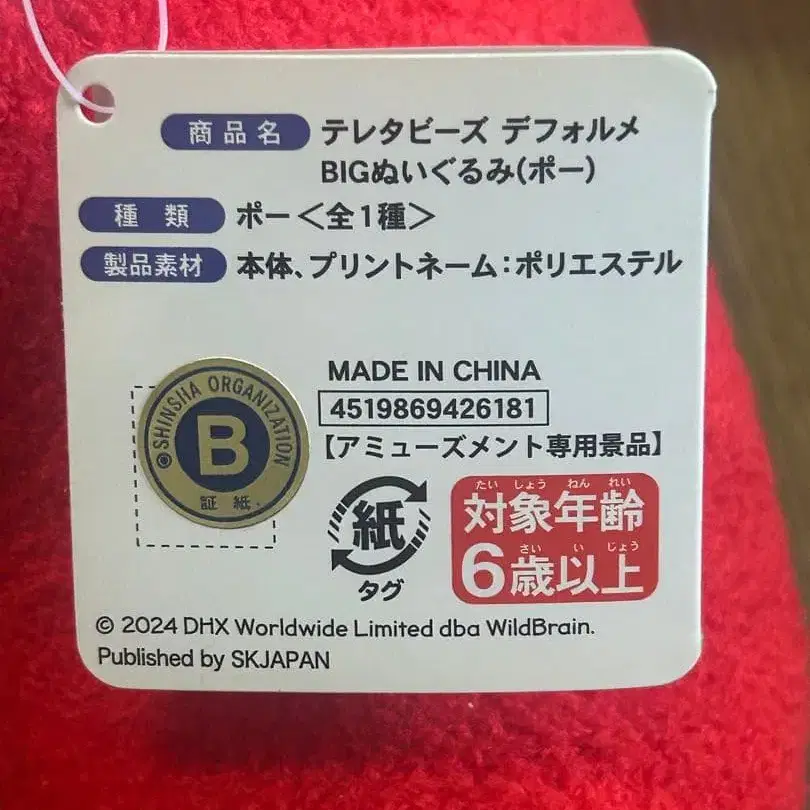 商品名 テレタビーズ デフォルメ
BIGぬいぐるみ(ポー)
種類 ポー<全1種>
製品素材 本体、プリントネーム:ポリエステル
MADE IN CHINA
4519869426181
【アミューズメント専用景品】
©SHINSHA ORGANIZATION
B
証紙
紙
タグ
たい しょう ねん れい
対象年齢
さい い じょう
6歳以上
© 2024 DHX Worldwide Limited dba WildBrain.
Published by SKJAPAN